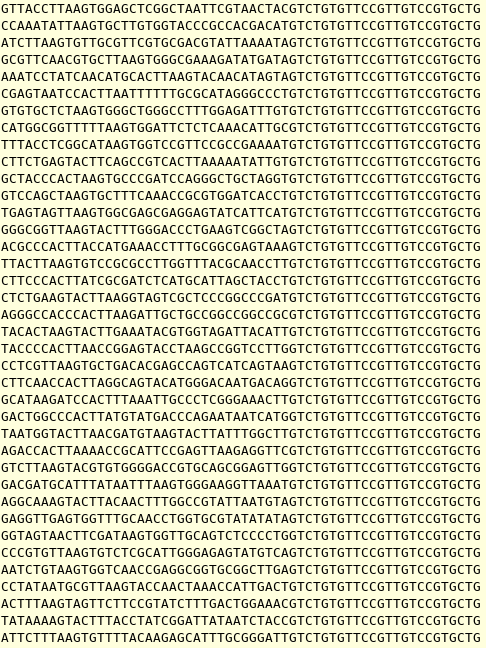 GTTACCTTAAGTGGAGCTCGGCTAATTCGTAACTACGTCTGTGTTCCGTTGTCCGTGCTG
CCAAATATTAAGTGCTTGTGGTACCCGCCACGACATGTCTGTGTTCCGTTGTCCGTGCTG
ATCTTAAGTGTTGCGTTCGTGCGACGTATTAAAATAGTCTGTGTTCCGTTGTCCGTGCTG
GCGTTCAACGTGCTTAAGTGGGCGAAAGATATGATAGTCTGTGTTCCGTTGTCCGTGCTG
AAATCCTATCAACATGCACTTAAGTACAACATAGTAGTCTGTGTTCCGTTGTCCGTGCTG
CGAGTAATCCACTTAATTTTTTGCGCATAGGGCCCTGTCTGTGTTCCGTTGTCCGTGCTG
GTGTGCTCTAAGTGGGCTGGGCCTTTGGAGATTTGTGTCTGTGTTCCGTTGTCCGTGCTG
CATGGCGGTTTTTAAGTGGATTCTCTCAAACATTGCGTCTGTGTTCCGTTGTCCGTGCTG
TTTACCTCGGCATAAGTGGTCCGTTCCGCCGAAAATGTCTGTGTTCCGTTGTCCGTGCTG
CTTCTGAGTACTTCAGCCGTCACTTAAAAATATTGTGTCTGTGTTCCGTTGTCCGTGCTG
GCTACCCACTAAGTGCCCGATCCAGGGCTGCTAGGTGTCTGTGTTCCGTTGTCCGTGCTG
GTCCAGCTAAGTGCTTTCAAACCGCGTGGATCACCTGTCTGTGTTCCGTTGTCCGTGCTG
TGAGTAGTTAAGTGGCGAGCGAGGAGTATCATTCATGTCTGTGTTCCGTTGTCCGTGCTG
GGGCGGTTAAGTACTTTGGGACCCTGAAGTCGGCTAGTCTGTGTTCCGTTGTCCGTGCTG
ACGCCCACTTACCATGAAACCTTTGCGGCGAGTAAAGTCTGTGTTCCGTTGTCCGTGCTG
TTACTTAAGTGTCCGCGCCTTGGTTTACGCAACCTTGTCTGTGTTCCGTTGTCCGTGCTG
CTTCCCACTTATCGCGATCTCATGCATTAGCTACCTGTCTGTGTTCCGTTGTCCGTGCTG
CTCTGAAGTACTTAAGGTAGTCGCTCCCGGCCCGATGTCTGTGTTCCGTTGTCCGTGCTG
AGGGCCACCCACTTAAGATTGCTGCCGGCCGGCCGCGTCTGTGTTCCGTTGTCCGTGCTG
TACACTAAGTACTTGAAATACGTGGTAGATTACATTGTCTGTGTTCCGTTGTCCGTGCTG
TACCCCACTTAACCGGAGTACCTAAGCCGGTCCTTGGTCTGTGTTCCGTTGTCCGTGCTG
CCTCGTTAAGTGCTGACACGAGCCAGTCATCAGTAAGTCTGTGTTCCGTTGTCCGTGCTG
CTTCAACCACTTAGGCAGTACATGGGACAATGACAGGTCTGTGTTCCGTTGTCCGTGCTG
GCATAAGATCCACTTTAAATTGCCCTCGGGAAACTTGTCTGTGTTCCGTTGTCCGTGCTG
GACTGGCCCACTTATGTATGACCCAGAATAATCATGGTCTGTGTTCCGTTGTCCGTGCTG
TAATGGTACTTAACGATGTAAGTACTTATTTGGCTTGTCTGTGTTCCGTTGTCCGTGCTG
AGACCACTTAAAACCGCATTCCGAGTTAAGAGGTTCGTCTGTGTTCCGTTGTCCGTGCTG
GTCTTAAGTACGTGTGGGGACCGTGCAGCGGAGTTGGTCTGTGTTCCGTTGTCCGTGCTG
GACGATGCATTTATAATTTAAGTGGGAAGGTTAAATGTCTGTGTTCCGTTGTCCGTGCTG
AGGCAAAGTACTTACAACTTTGGCCGTATTAATGTAGTCTGTGTTCCGTTGTCCGTGCTG
GAGGTTGAGTGGTTTGCAACCTGGTGCGTATATATAGTCTGTGTTCCGTTGTCCGTGCTG
GGTAGTAACTTCGATAAGTGGTTGCAGTCTCCCCTGGTCTGTGTTCCGTTGTCCGTGCTG
CCCGTGTTAAGTGTCTCGCATTGGGAGAGTATGTCAGTCTGTGTTCCGTTGTCCGTGCTG
AATCTGTAAGTGGTCAACCGAGGCGGTGCGGCTTGAGTCTGTGTTCCGTTGTCCGTGCTG
CCTATAATGCGTTAAGTACCAACTAAACCATTGACTGTCTGTGTTCCGTTGTCCGTGCTG
ACTTTAAGTAGTTCTTCCGTATCTTTGACTGGAAACGTCTGTGTTCCGTTGTCCGTGCTG
TATAAAAGTACTTTACCTATCGGATTATAATCTACCGTCTGTGTTCCGTTGTCCGTGCTG
ATTCTTTAAGTGTTTTACAAGAGCATTTGCGGGATTGTCTGTGTTCCGTTGTCCGTGCTG